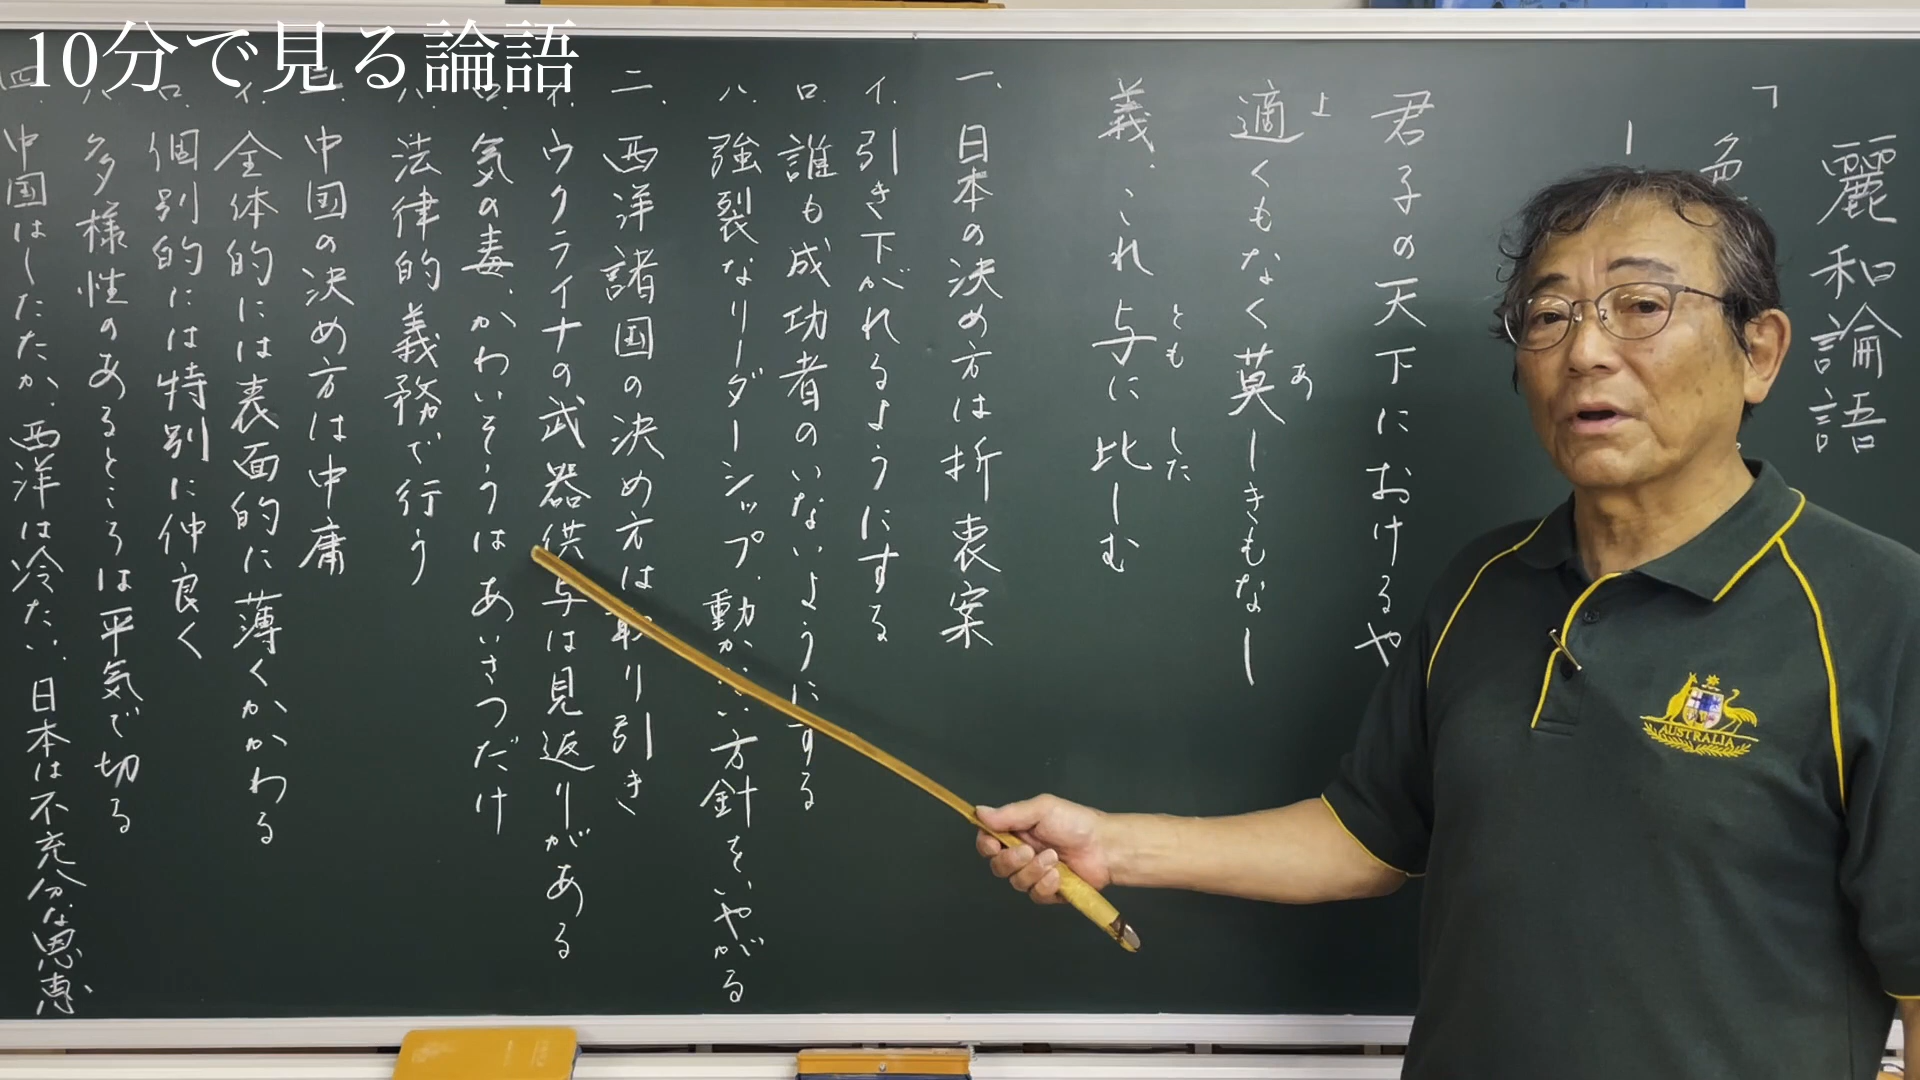 10分で見る論語
麗和論語
君子の天下におけるや
適くもなく莫しきもなし
上
あ
義、これ与に比しむ
とも
した
一、日本の決め方は折衷案
イ.引き下がれるようにする
ロ.誰も成功者のいないようにする
ハ.強裂なリーダーシップ、動かない方針をいやがる
二、西洋諸国の決め方は取り引き
イ.ウクライナの武器供与は見返りがある
ロ.気の毒、かわいそうはあいさつだけ
ハ.法律的義務で行う
三、中国の決め方は中庸
イ.全体的には表面的に薄くかかわる
ロ.個別的には特別に仲良く
ハ.多様性のあるところは平気で切る
四.中国はしたたか、西洋は冷たい、日本は不充分な恩恵
AUSTRALIA